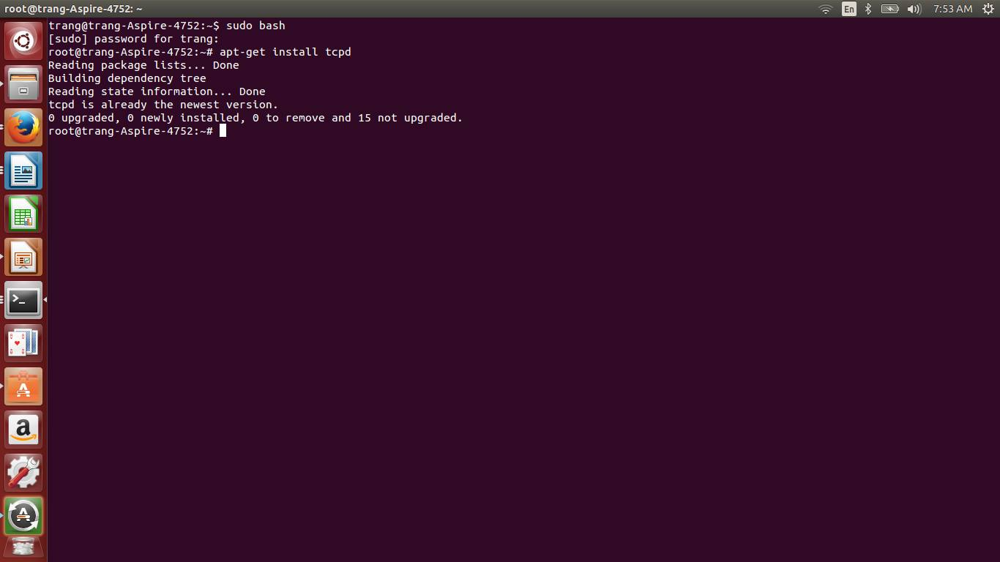 root@trang-Aspire-4752: ~
En
7:53 AM
trang@trang-Aspire-4752:~$ sudo bash
[sudo] password for trang:
root@trang-Aspire-4752:~# apt-get install tcpd
Reading package lists... Done
Building dependency tree
Reading state information... Done
tcpd is already the newest version.
0 upgraded, 0 newly installed, 0 to remove and 15 not upgraded.
root@trang-Aspire-4752:~#